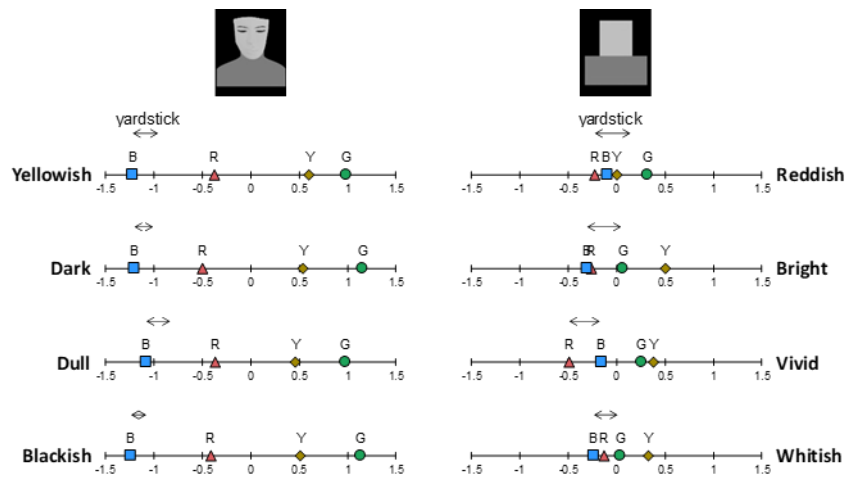 yardstick yardstick
B R Y G R B Y G
Yellowish -1.5 -1 -0.5 0 0.5 1 1.5 -1.5 -1 -0.5 0 0.5 1 1.5 Reddish
B R Y G B R G Y
Dark -1.5 -1 -0.5 0 0.5 1 1.5 -1.5 -1 -0.5 0 0.5 1 1.5 Bright
B R Y G R B G Y
Dull -1.5 -1 -0.5 0 0.5 1 1.5 -1.5 -1 -0.5 0 0.5 1 1.5 Vivid
B R Y G B R G Y
Blackish -1.5 -1 -0.5 0 0.5 1 1.5 -1.5 -1 -0.5 0 0.5 1 1.5 Whitish